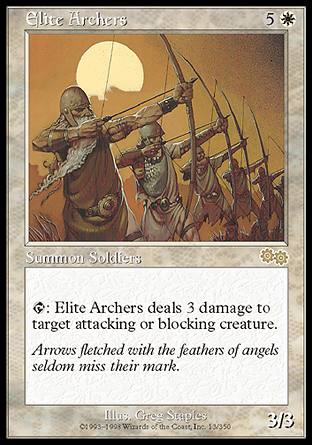 Elite Archers 5
Summon Soldiers
: Elite Archers deals 3 damage to
target attacking or blocking creature.
Arrows fletched with the feathers of angels
seldom miss their mark.
Illus. Greg Staples
©1993–1998 Wizards of the Coast, Inc. 13/350
3/3